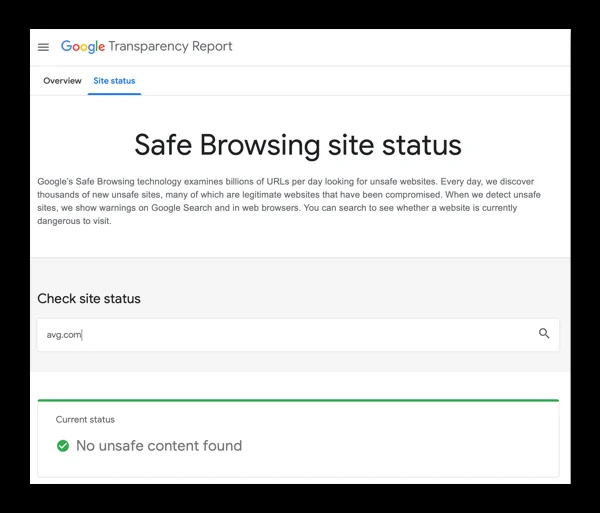 Google Transparency Report
Overview Site status
Safe Browsing site status
Google's Safe Browsing technology examines billions of URLs per day looking for unsafe websites. Every day, we discover
thousands of new unsafe sites, many of which are legitimate websites that have been compromised. When we detect unsafe
sites, we show warnings on Google Search and in web browsers. You can search to see whether a website is currently
dangerous to visit.
Check site status
avg.com
Current status
No unsafe content found